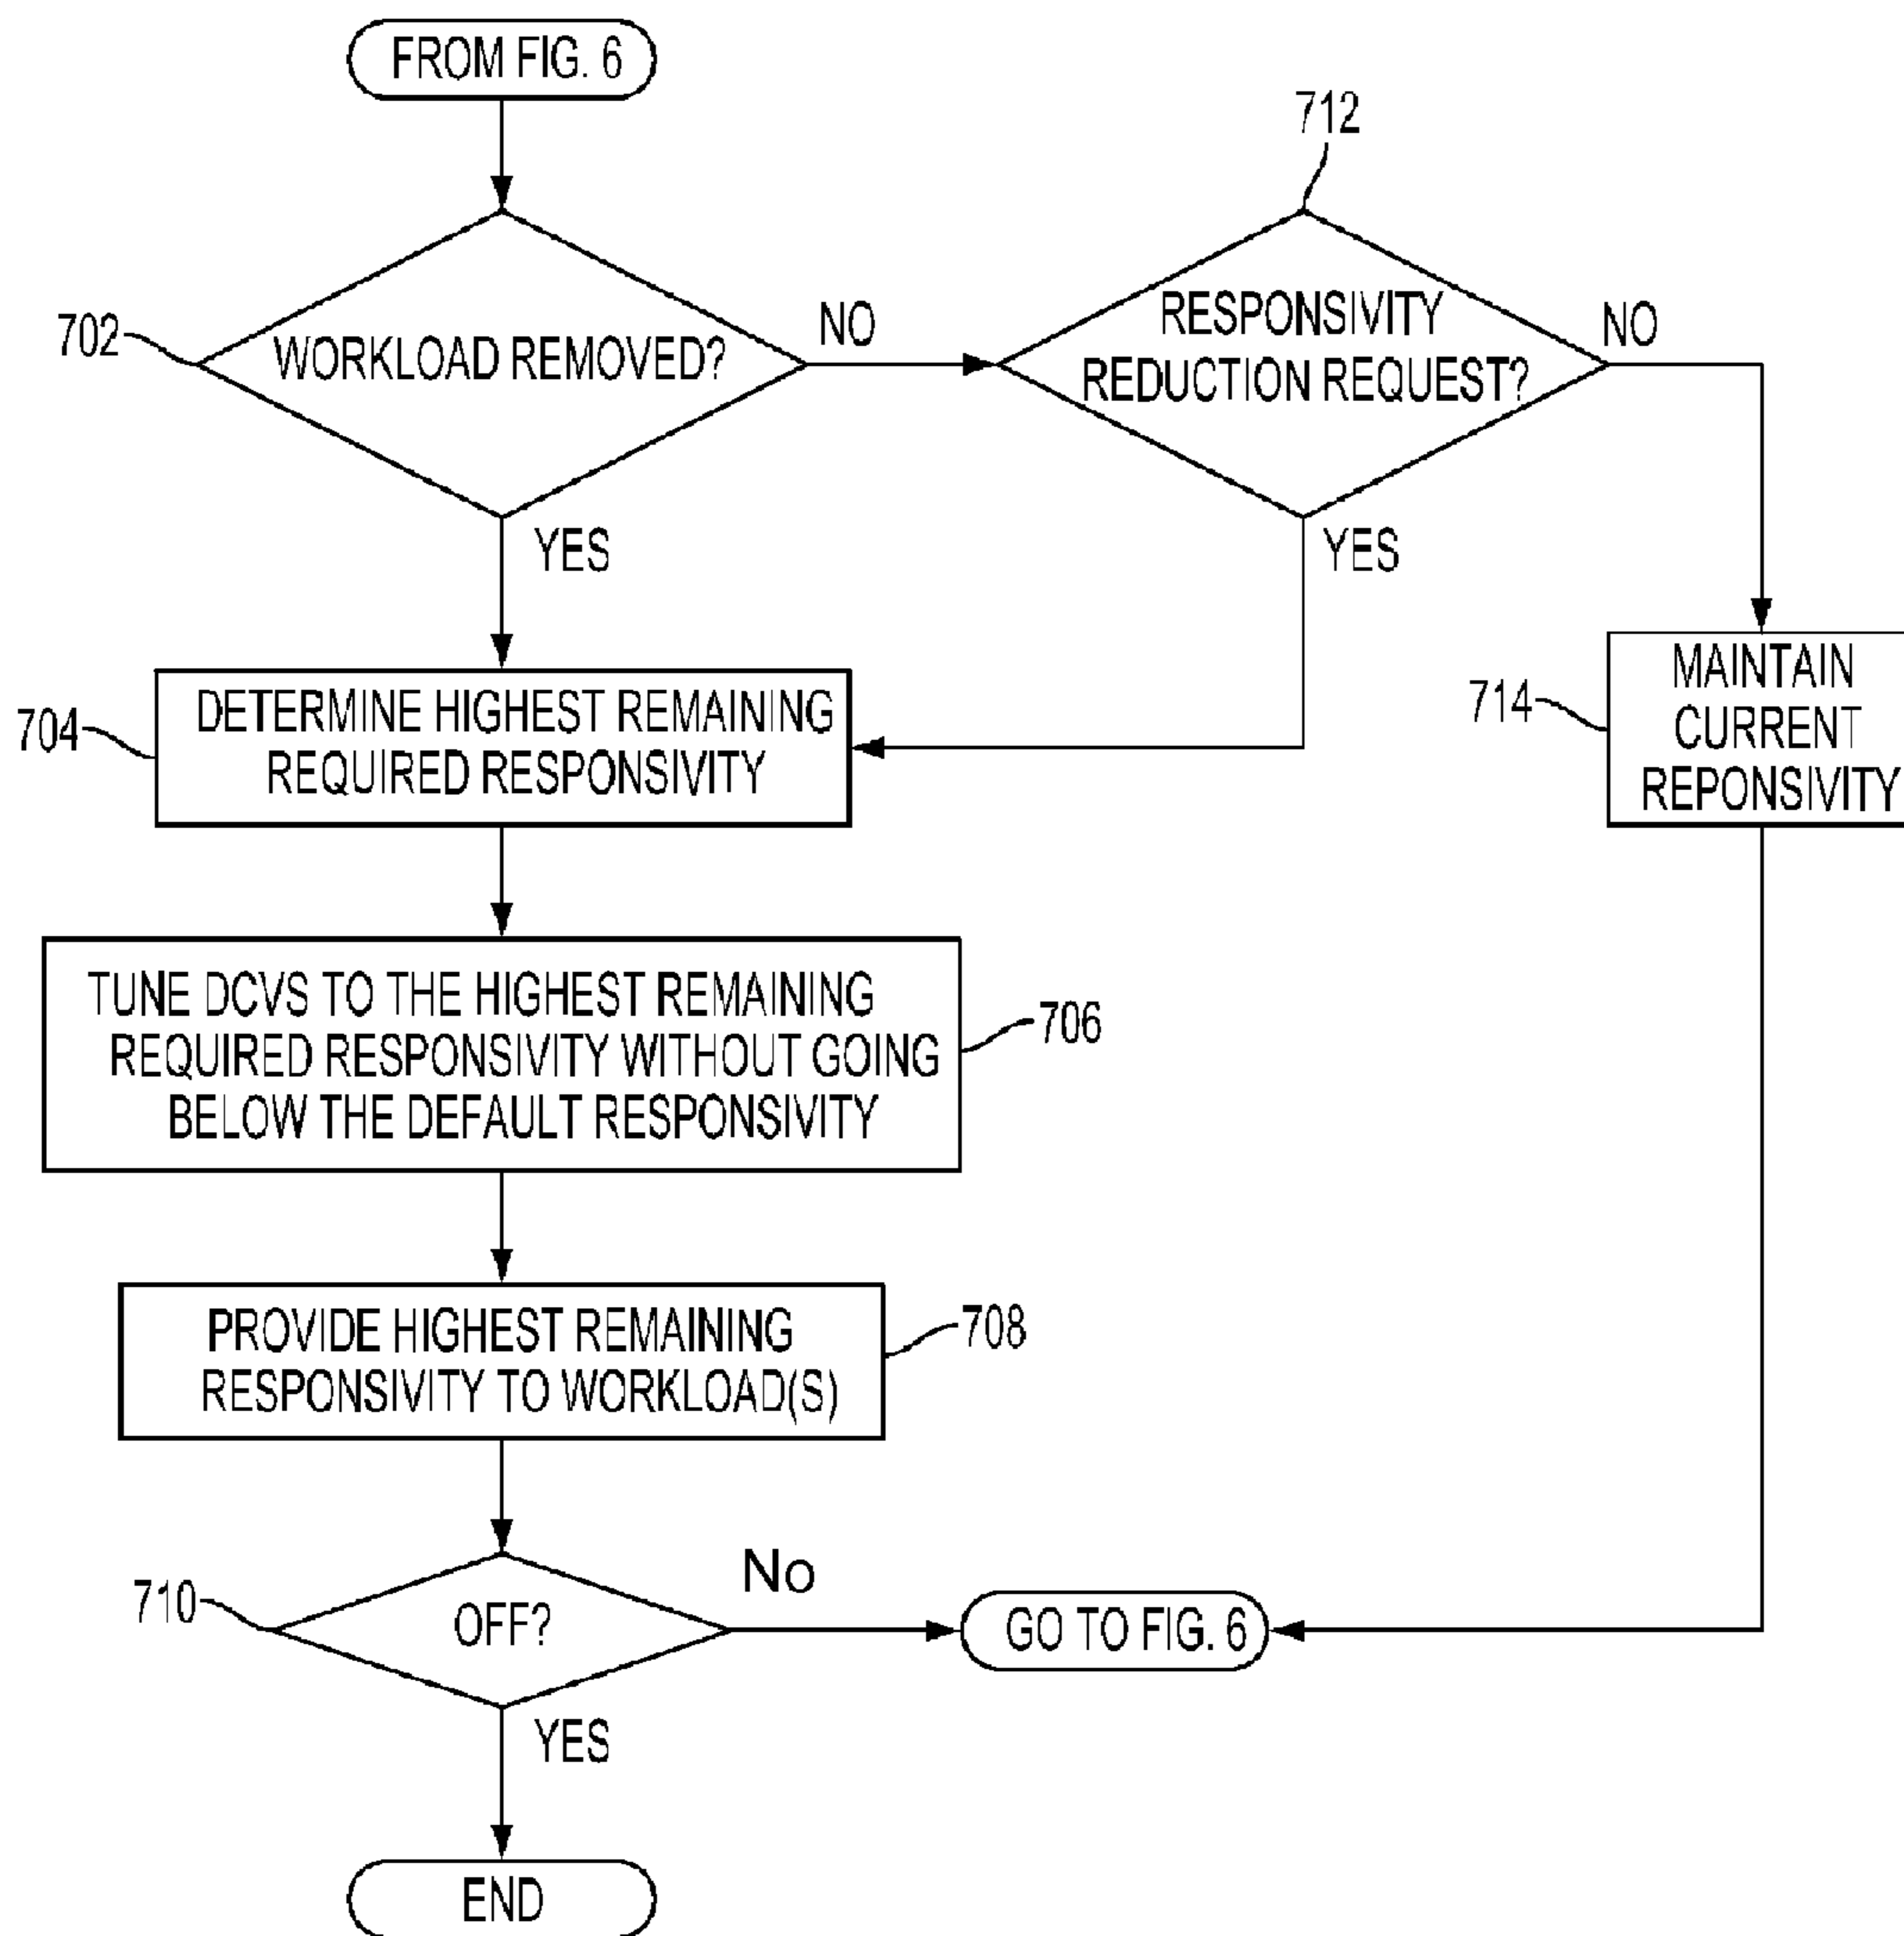 FROM FIG. 6
712
702
WORKLOAD REMOVED?
NO
RESPONSIVITY
REDUCTION REQUEST?
NO
YES
YES
704
DETERMINE HIGHEST REMAINING
REQUIRED RESPONSIVITY
714
MAINTAIN
CURRENT
REPONSIVITY
TUNE DCVS TO THE HIGHEST REMAINING
REQUIRED RESPONSIVITY WITHOUT GOING
BELOW THE DEFAULT RESPONSIVITY
706
PROVIDE HIGHEST REMAINING
RESPONSIVITY TO WORKLOAD(S)
708
710
OFF?
No
GO TO FIG. 6
YES
END